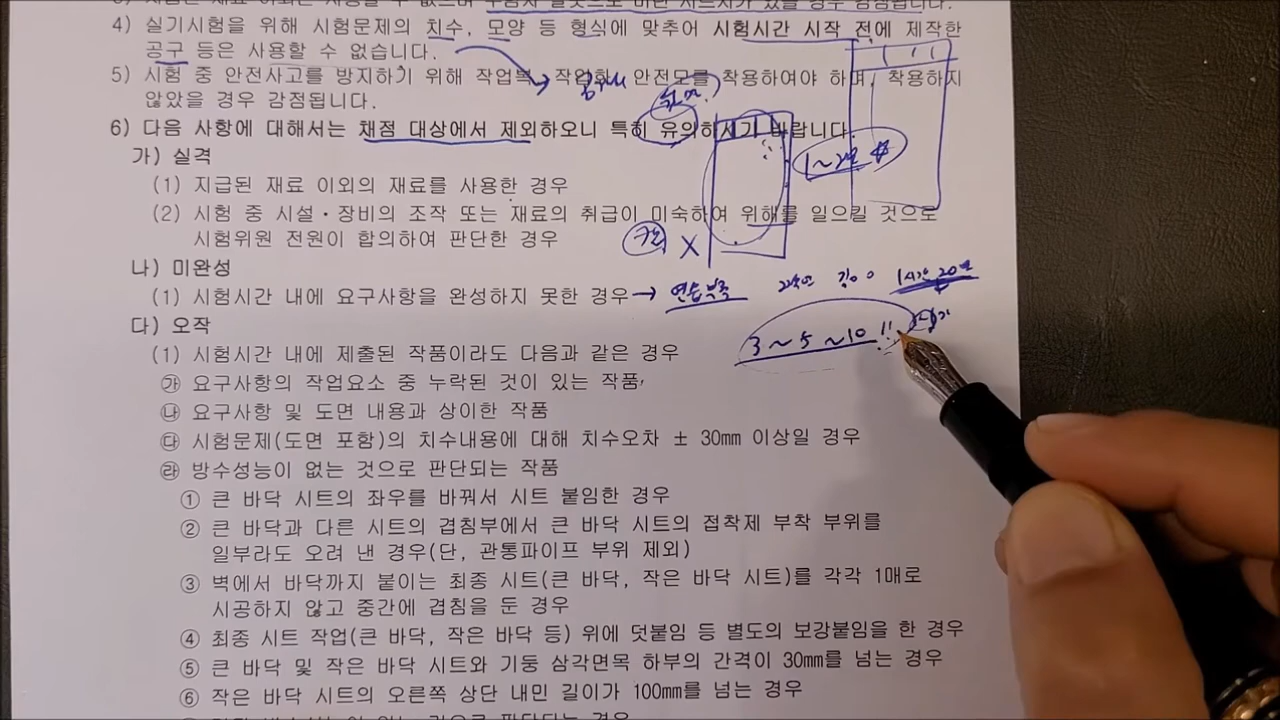 4) 실기시험을 위해 시험문제의 치수, 모양 등 형식에 맞추어 시험시간 시작 전에 제작한
공구 등은 사용할 수 없습니다.
5) 시험 중 안전사고를 방지하기 위해 작업복, 작업화, 안전모를 착용하여야 하며, 착용하지
않았을 경우 감점됩니다.
6) 다음 사항에 대해서는 채점 대상에서 제외하오니 특히 유의하시기 바랍니다.
가) 실격
1~2
(1) 지급된 재료 이외의 재료를 사용한 경우
(2) 시험 중 시설·장비의 조작 또는 재료의 취급이 미숙하여 위해를 일으킬 것으로
시험위원 전원이 합의하여 판단한 경우
나) 미완성
(1) 시험시간 내에 요구사항을 완성하지 못한 경우 → 연습부족 1시간 20분
다) 오작
3 ~ 5 ~ 10 !!
(1) 시험시간 내에 제출된 작품이라도 다음과 같은 경우
㉮ 요구사항의 작업요소 중 누락된 것이 있는 작품
㉯ 요구사항 및 도면 내용과 상이한 작품
㉰ 시험문제(도면 포함)의 치수내용에 대해 치수오차 ± 30mm 이상일 경우
㉱ 방수성능이 없는 것으로 판단되는 작품
① 큰 바닥 시트의 좌우를 바꿔서 시트 붙임한 경우
② 큰 바닥과 다른 시트의 겹침부에서 큰 바닥 시트의 접착제 부착 부위를
일부라도 오려 낸 경우(단, 관통파이프 부위 제외)
③ 벽에서 바닥까지 붙이는 최종 시트(큰 바닥, 작은 바닥 시트)를 각각 1매로
시공하지 않고 중간에 겹침을 둔 경우
④ 최종 시트 작업(큰 바닥, 작은 바닥 등) 위에 덧붙임 등 별도의 보강붙임을 한 경우
⑤ 큰 바닥 및 작은 바닥 시트와 기둥 삼각면목 하부의 간격이 30mm를 넘는 경우
⑥ 작은 바닥 시트의 오른쪽 상단 내민 길이가 100mm를 넘는 경우